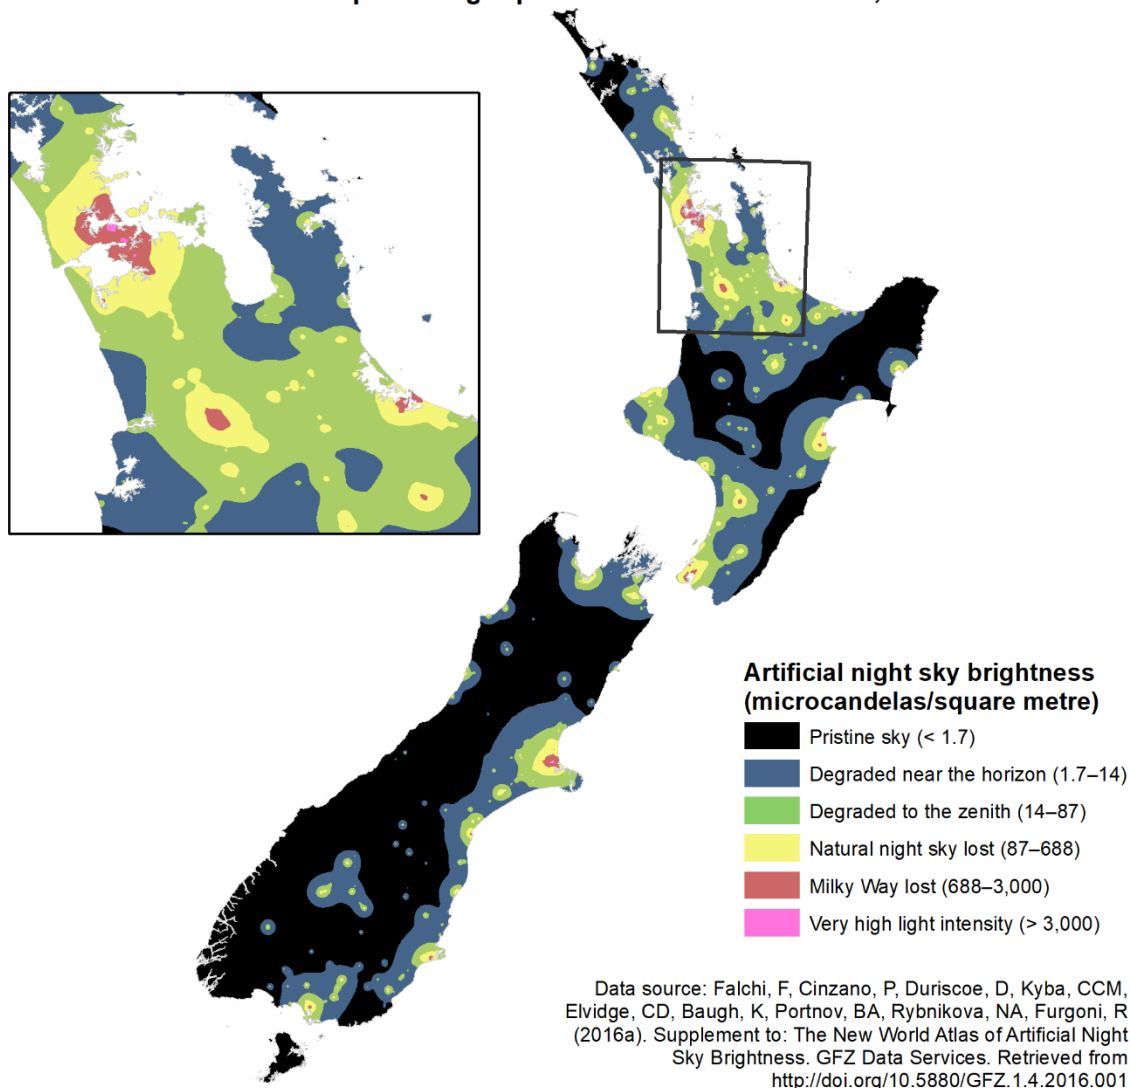 Artificial night sky brightness
(microcandelas/square metre)
Pristine sky (< 1.7)
Degraded near the horizon (1.7–14)
Degraded to the zenith (14–87)
Natural night sky lost (87–688)
Milky Way lost (688–3,000)
Very high light intensity (> 3,000)
Data source: Falchi, F, Cinzano, P, Duriscoe, D, Kyba, CCM,
Elvidge, CD, Baugh, K, Portnov, BA, Rybnikova, NA, Furgoni, R
(2016a). Supplement to: The New World Atlas of Artificial Night
Sky Brightness. GFZ Data Services. Retrieved from
http://doi.org/10.5880/GFZ.1.4.2016.001